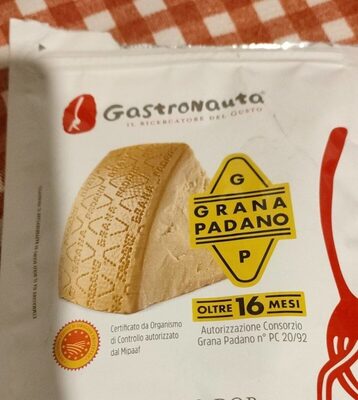 Gastronauta®
IL RICERCATORE DEL GUSTO
G
GRANA
PADANO
P
OLTRE 16 MESI
Certificato da Organismo
di Controllo autorizzato
dal Mipaaf
Autorizzazione Consorzio
Grana Padano n° PC 20/92